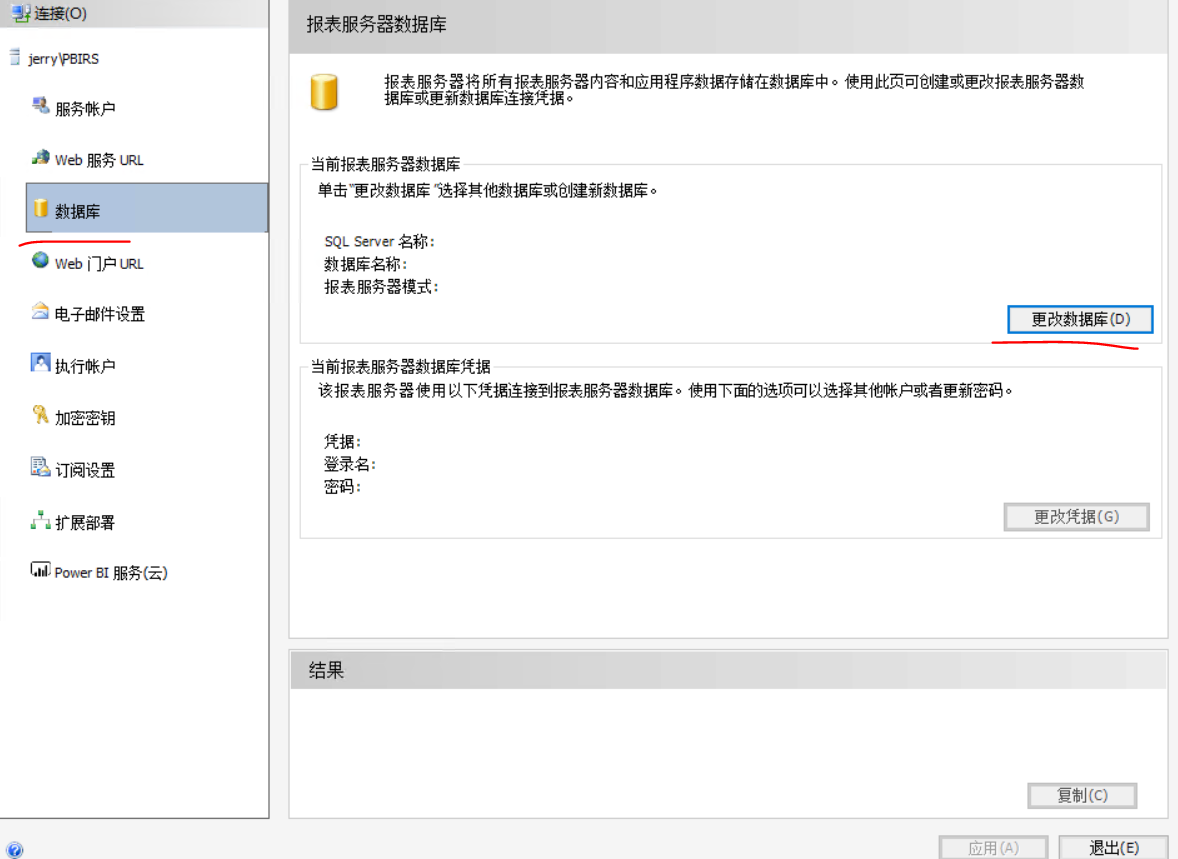 连接(O)
jerry\PBIRS
服务帐户
Web 服务 URL
数据库
Web 门户 URL
电子邮件设置
执行帐户
加密密钥
订阅设置
扩展部署
Power BI 服务(云)
报表服务器数据库
报表服务器将所有报表服务器内容和应用程序数据存储在数据库中。使用此页可创建或更改报表服务器数
据库或更新数据库连接凭据。
当前报表服务器数据库
单击"更改数据库"选择其他数据库或创建新数据库。
SQL Server 名称:
数据库名称:
报表服务器模式:
更改数据库(D)
当前报表服务器数据库凭据
该报表服务器使用以下凭据连接到报表服务器数据库。使用下面的选项可以选择其他帐户或者更新密码。
凭据:
登录名:
密码:
更改凭据(G)
结果
复制(C)
应用(A)
退出(E)